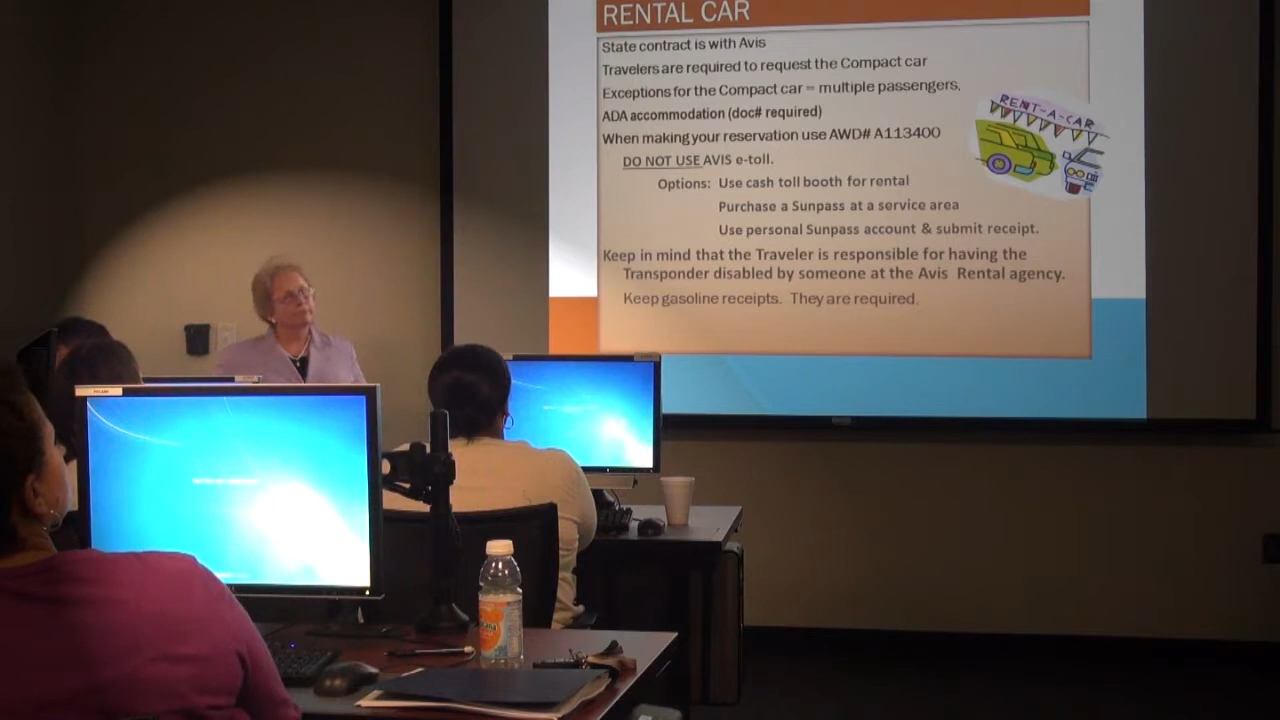 RENTAL CAR
State contract is with Avis
Travelers are required to request the Compact car
Exceptions for the Compact car = multiple passengers,
ADA accommodation (doc# required)
When making your reservation use AWD# A113400
DO NOT USE AVIS e-toll.
Options: Use cash toll booth for rental
Purchase a Sunpass at a service area
Use personal Sunpass account & submit receipt.
Keep in mind that the Traveler is responsible for having the
Transponder disabled by someone at the Avis Rental agency.
Keep gasoline receipts. They are required.
RENT-A-CAR